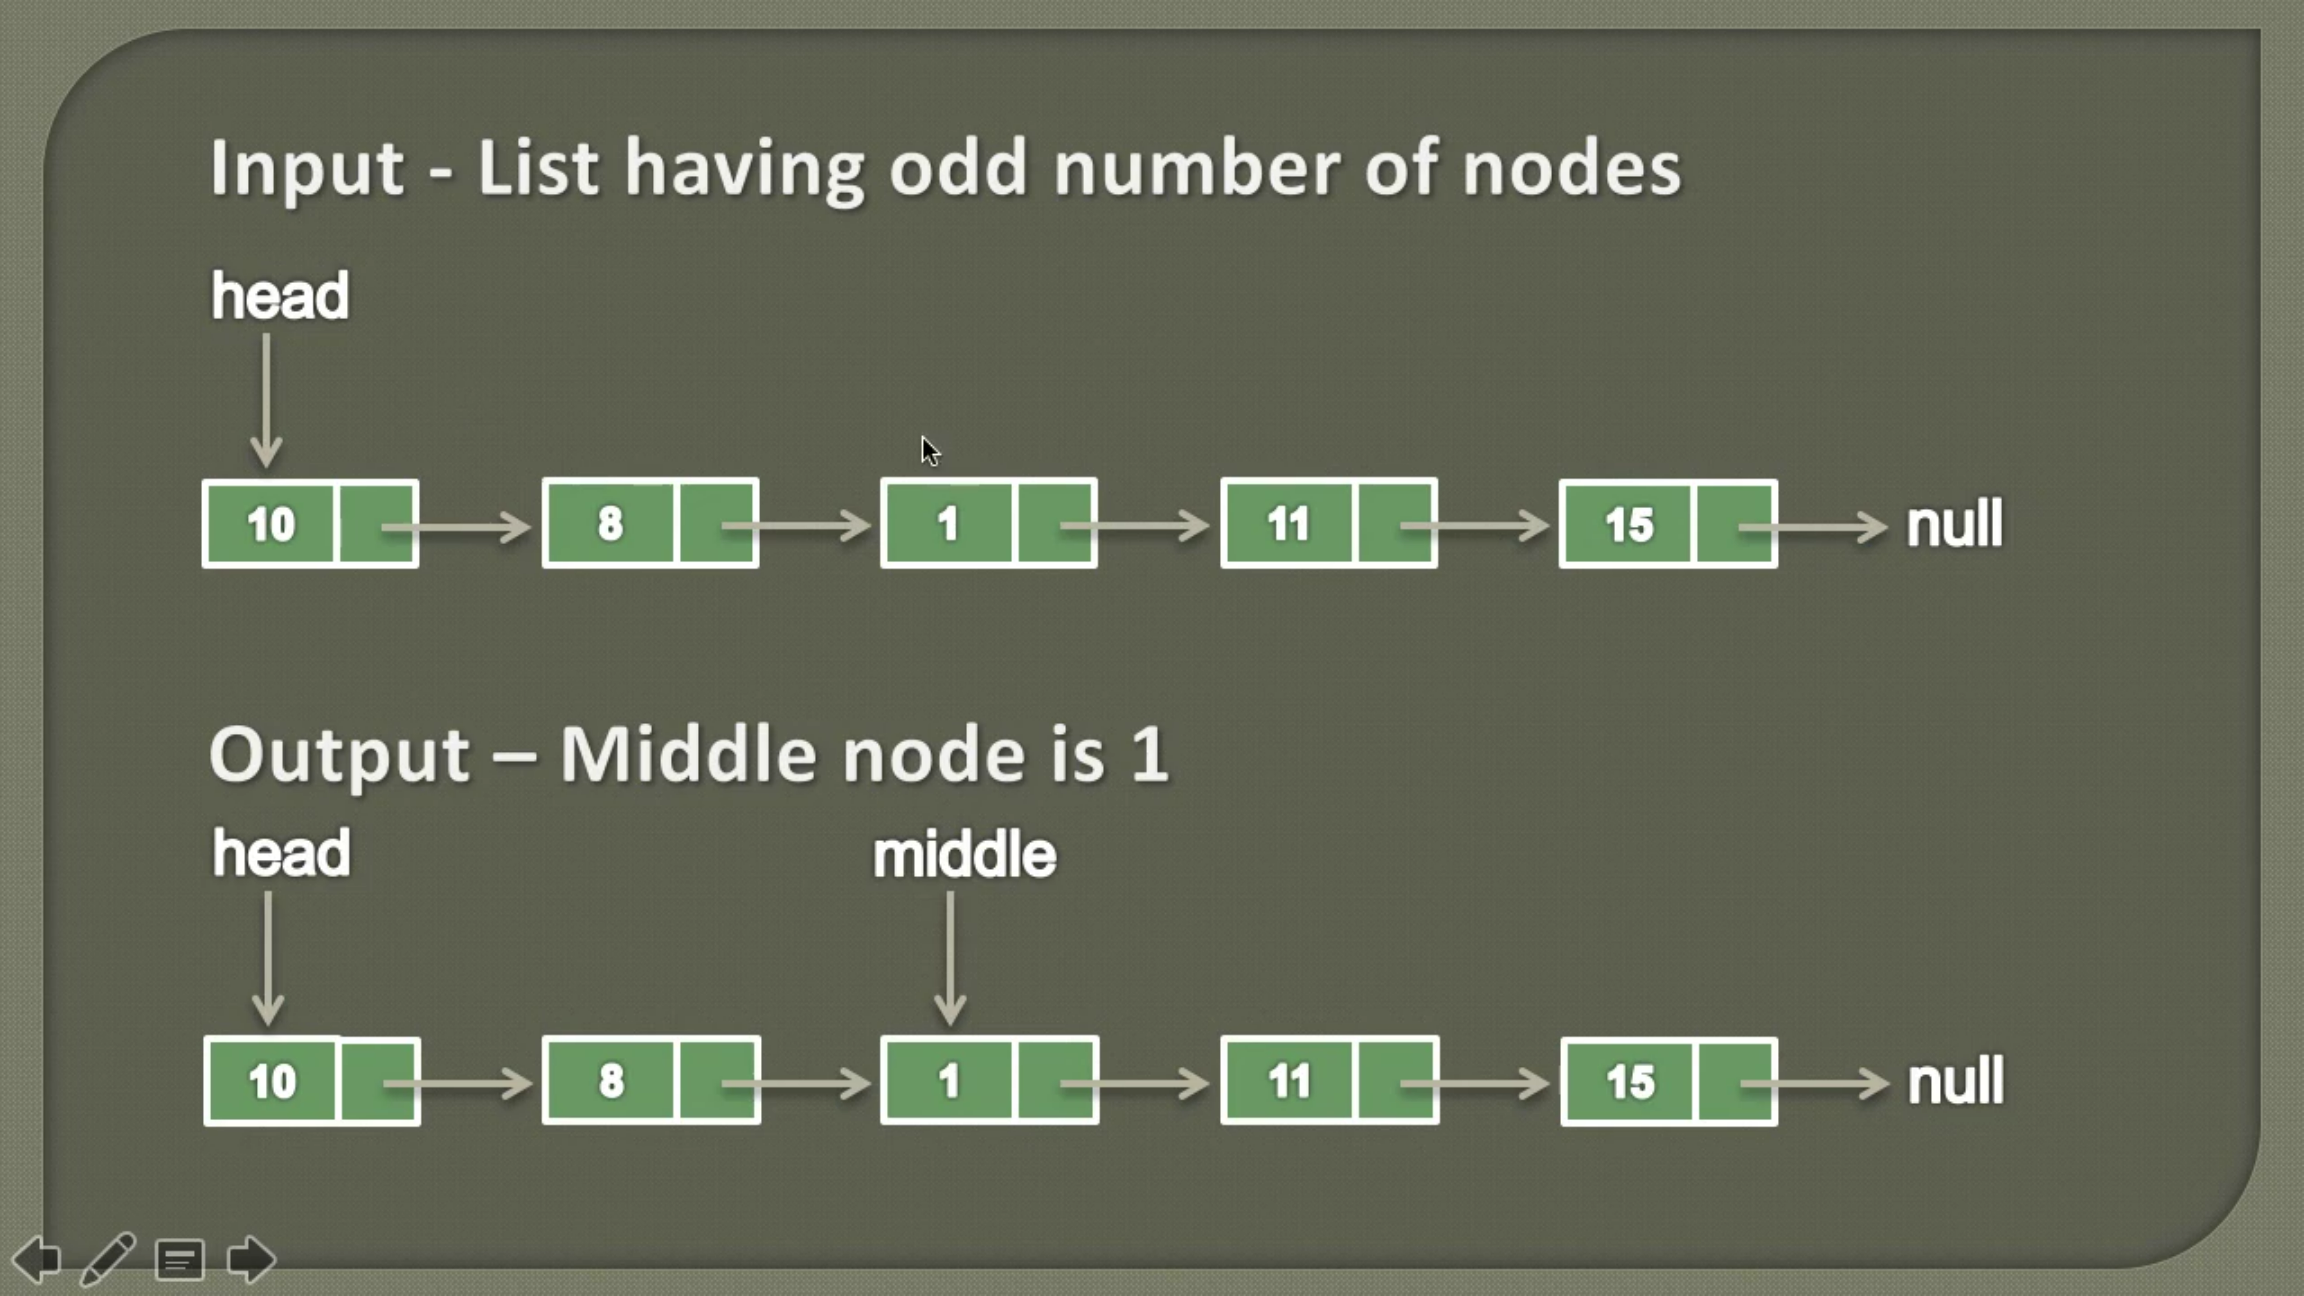 Input - List having odd number of nodes
head
10 8 1 11 15 null
Output – Middle node is 1
head middle
10 8 1 11 15 null